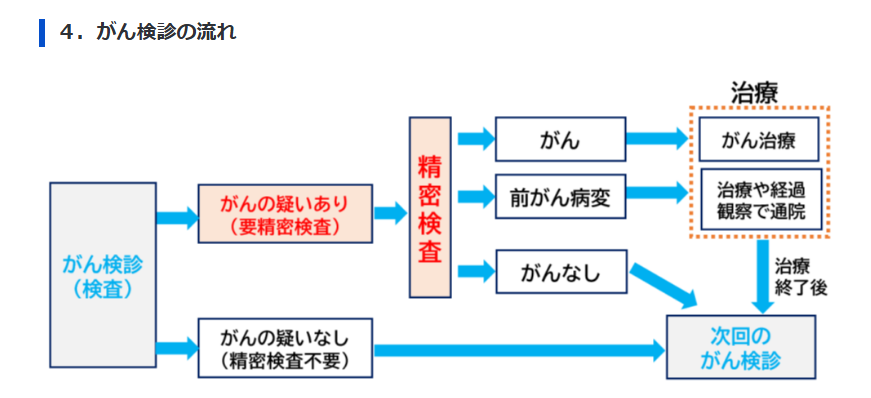 4．がん検診の流れ
がん検診
（検査）
がんの疑いあり
（要精密検査）
がんの疑いなし
（精密検査不要）
精密検査
がん
前がん病変
がんなし
治療
がん治療
治療や経過
観察で通院
治療
終了後
次回の
がん検診